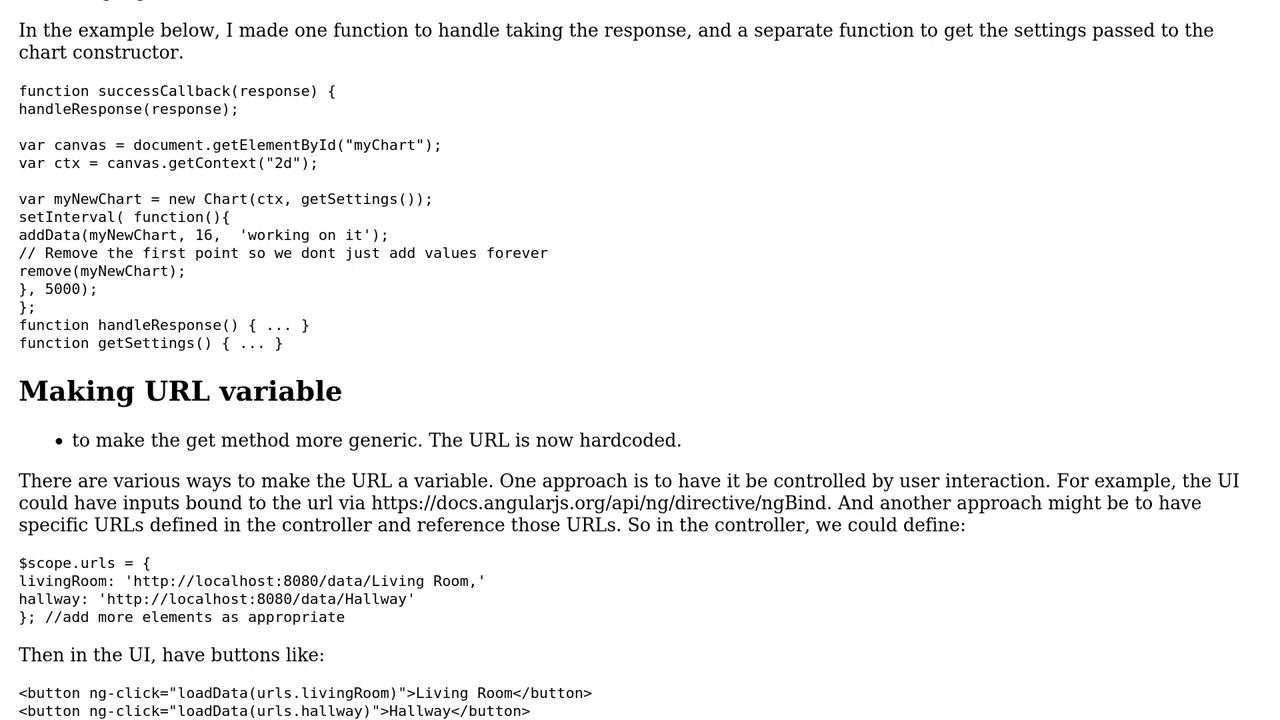 In the example below, I made one function to handle taking the response, and a separate function to get the settings passed to the
chart constructor.
function successCallback(response) {
handleResponse(response);
var canvas = document.getElementById("myChart");
var ctx = canvas.getContext("2d");
var myNewChart = new Chart(ctx, getSettings());
setInterval( function(){
addData(myNewChart, 16,  'working on it');
// Remove the first point so we dont just add values forever
remove(myNewChart);
}, 5000);
};
function handleResponse() { ... }
function getSettings() { ... }
Making URL variable
• to make the get method more generic. The URL is now hardcoded.
There are various ways to make the URL a variable. One approach is to have it be controlled by user interaction. For example, the UI
could have inputs bound to the url via https://docs.angularjs.org/api/ng/directive/ngBind. And another approach might be to have
specific URLs defined in the controller and reference those URLs. So in the controller, we could define:
$scope.urls = {
livingRoom: 'http://localhost:8080/data/Living Room,'
hallway: 'http://localhost:8080/data/Hallway'
}; //add more elements as appropriate
Then in the UI, have buttons like:
<button ng-click="loadData(urls.livingRoom)">Living Room</button>
<button ng-click="loadData(urls.hallway)">Hallway</button>